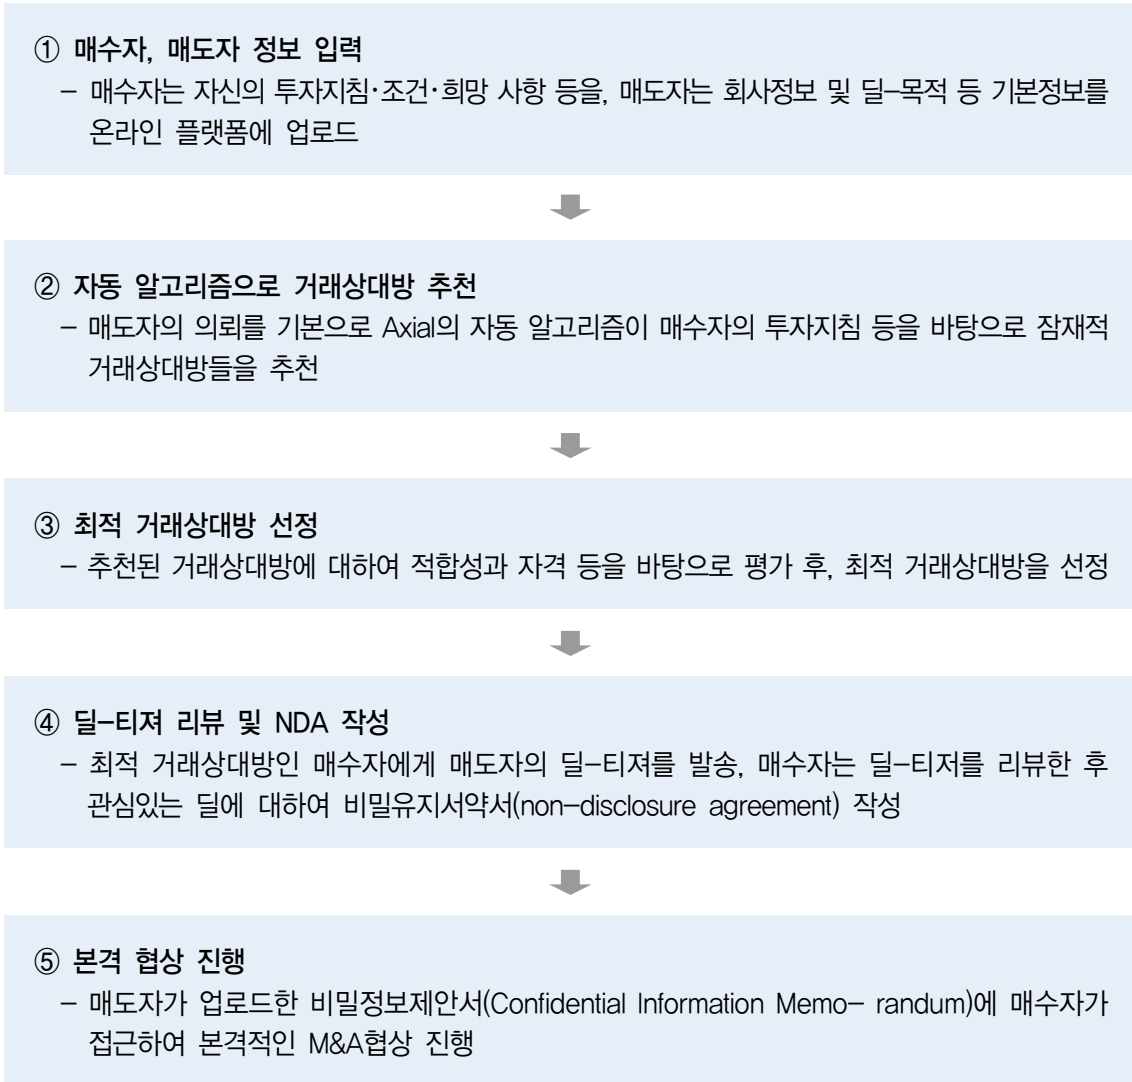 ① 매수자, 매도자 정보 입력
– 매수자는 자신의 투자지침·조건·희망 사항 등을, 매도자는 회사정보 및 딜–목적 등 기본정보를
온라인 플랫폼에 업로드
② 자동 알고리즘으로 거래상대방 추천
– 매도자의 의뢰를 기본으로 Axial의 자동 알고리즘이 매수자의 투자지침 등을 바탕으로 잠재적
거래상대방들을 추천
③ 최적 거래상대방 선정
– 추천된 거래상대방에 대하여 적합성과 자격 등을 바탕으로 평가 후, 최적 거래상대방을 선정
④ 딜–티져 리뷰 및 NDA 작성
– 최적 거래상대방인 매수자에게 매도자의 딜–티져를 발송, 매수자는 딜–티저를 리뷰한 후
관심있는 딜에 대하여 비밀유지서약서(non–disclosure agreement) 작성
⑤ 본격 협상 진행
– 매도자가 업로드한 비밀정보제안서(Confidential Information Memo– randum)에 매수자가
접근하여 본격적인 M&A협상 진행